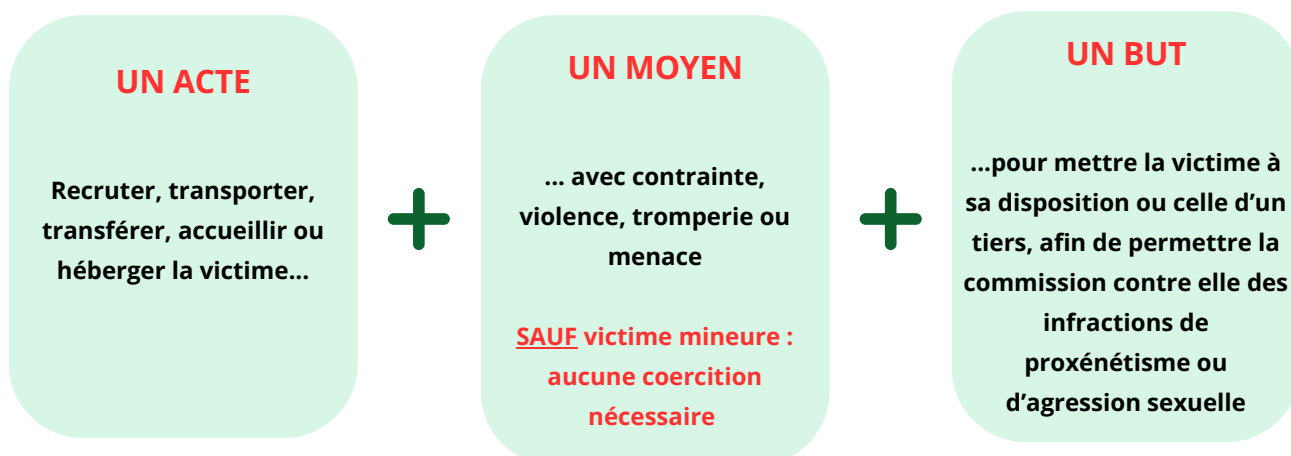 UN ACTE
Recruter, transporter,
transférer, accueillir ou
héberger la victime...
UN MOYEN
... avec contrainte,
violence, tromperie ou
menace
SAUF victime mineure :
aucune coercition
nécessaire
UN BUT
...pour mettre la victime à
sa disposition ou celle d'un
tiers, afin de permettre la
commission contre elle des
infractions de
proxénétisme ou
d'agression sexuelle